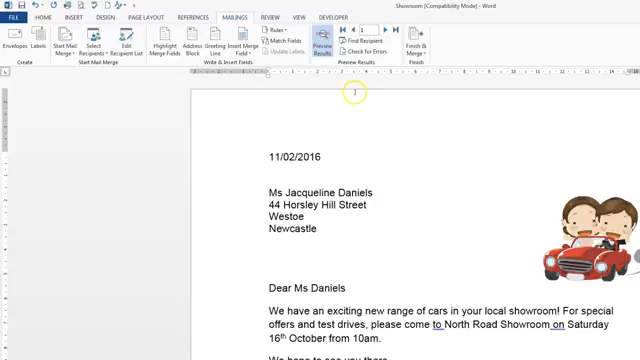 Showroom [Compatibility Mode] - Word
FILE HOME INSERT DESIGN PAGE LAYOUT REFERENCES MAILINGS REVIEW VIEW DEVELOPER
Envelopes Labels Start Mail Merge Select Recipients Edit Recipient List Highlight Merge Fields Address Block Greeting Line Insert Merge Field Rules Match Fields Update Labels Preview Results 1 Find Recipient Check for Errors Finish & Merge
Create Start Mail Merge Write & Insert Fields Preview Results Finish
11/02/2016
Ms Jacqueline Daniels
44 Horsley Hill Street
Westoe
Newcastle
Dear Ms Daniels
We have an exciting new range of cars in your local showroom! For special
offers and test drives, please come to North Road Showroom on Saturday
16th October from 10am.
We hope to see you there